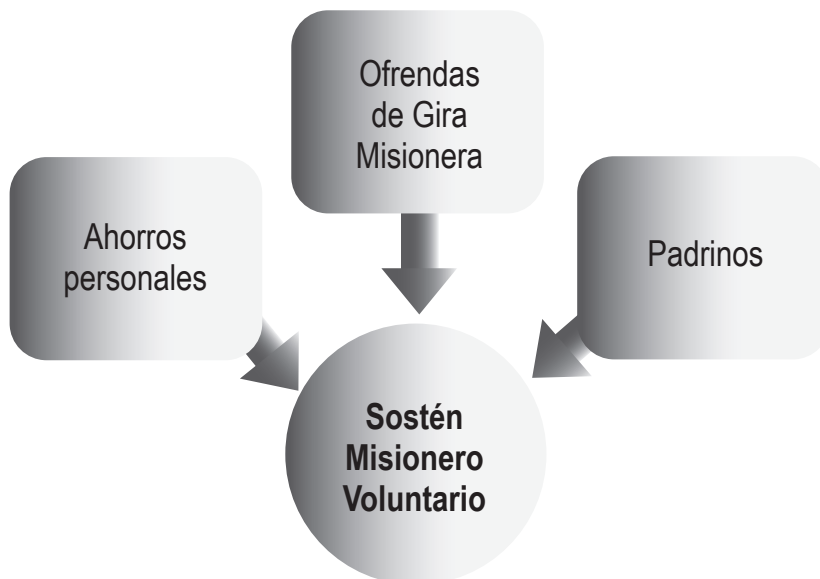 Ofrendas
de Gira
Misionera
Ahorros
personales
Padrinos
Sostén
Misionero
Voluntario